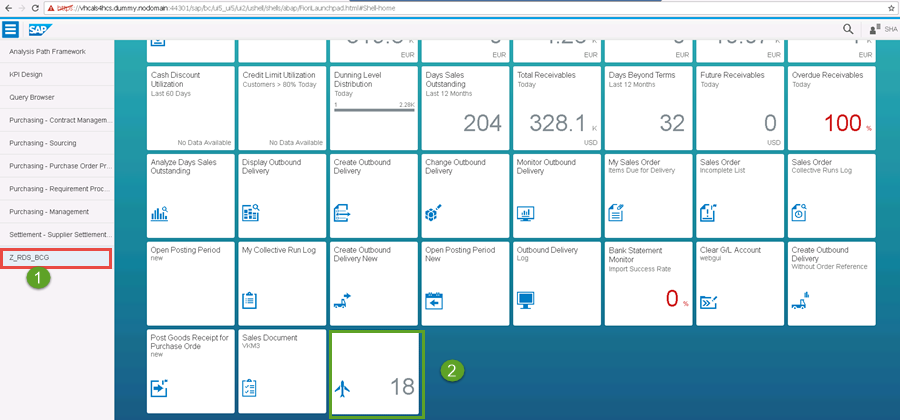 https://vhcals4hcs.dummy.nodomain:44301/sap/bc/ui5_ui5/ui2/ushell/shells/abap/FioriLaunchpad.html#Shell-home
SAP
SHA
Analysis Path Framework
KPI Design
Query Browser
Purchasing - Contract Managem...
Purchasing - Sourcing
Purchasing - Purchase Order Pr...
Purchasing - Requirement Proc...
Purchasing - Management
Settlement - Supplier Settlement...
Z_RDS_BCG
1
EUR
EUR
EUR
EUR
EUR
Cash Discount
Utilization
Last 60 Days
No Data Available
Credit Limit Utilization
Customers > 80% Today
No Data Available
Dunning Level
Distribution
Today
1
2.28K
Days Sales
Outstanding
Last 12 Months
204
Total Receivables
Today
328.1 K
USD
Days Beyond Terms
Last 12 Months
32
Future Receivables
Today
0
USD
Overdue Receivables
Today
100 %
Analyze Days Sales
Outstanding
Display Outbound
Delivery
Create Outbound
Delivery
Change Outbound
Delivery
Monitor Outbound
Delivery
My Sales Order
Items Due for Delivery
Sales Order
Incomplete List
Sales Order
Collective Runs Log
Open Posting Period
new
My Collective Run Log
Create Outbound
Delivery New
Open Posting Period
New
Outbound Delivery
Log
Bank Statement
Monitor
Import Success Rate
0 %
Clear G/L Account
webgui
Create Outbound
Delivery
Without Order Reference
Post Goods Receipt for
Purchase Orde
new
Sales Document
VKM3
18
2